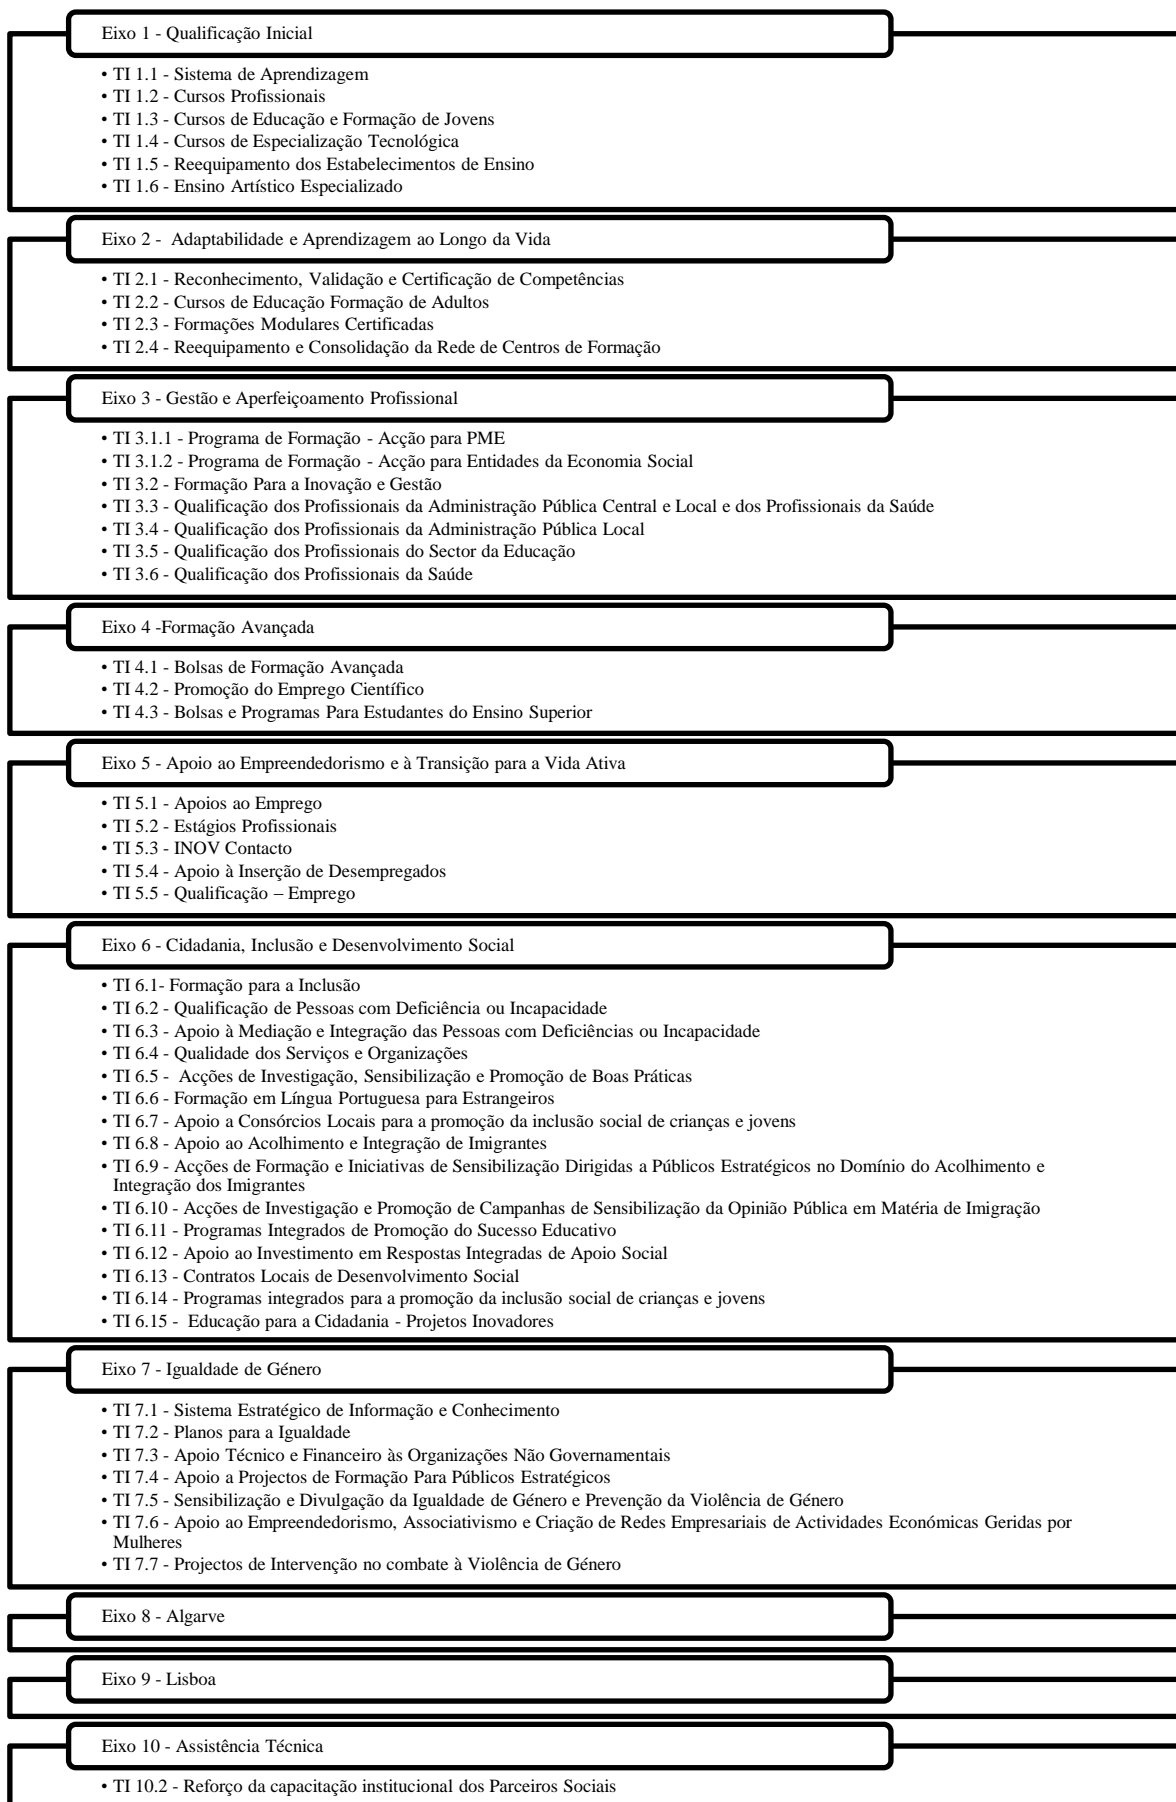 Eixo 1 - Qualificação Inicial
• TI 1.1 - Sistema de Aprendizagem
• TI 1.2 - Cursos Profissionais
• TI 1.3 - Cursos de Educação e Formação de Jovens
• TI 1.4 - Cursos de Especialização Tecnológica
• TI 1.5 - Reequipamento dos Estabelecimentos de Ensino
• TI 1.6 - Ensino Artístico Especializado
Eixo 2 - Adaptabilidade e Aprendizagem ao Longo da Vida
• TI 2.1 - Reconhecimento, Validação e Certificação de Competências
• TI 2.2 - Cursos de Educação Formação de Adultos
• TI 2.3 - Formações Modulares Certificadas
• TI 2.4 - Reequipamento e Consolidação da Rede de Centros de Formação
Eixo 3 - Gestão e Aperfeiçoamento Profissional
• TI 3.1.1 - Programa de Formação - Acção para PME
• TI 3.1.2 - Programa de Formação - Acção para Entidades da Economia Social
• TI 3.2 - Formação Para a Inovação e Gestão
• TI 3.3 - Qualificação dos Profissionais da Administração Pública Central e Local e dos Profissionais da Saúde
• TI 3.4 - Qualificação dos Profissionais da Administração Pública Local
• TI 3.5 - Qualificação dos Profissionais do Sector da Educação
• TI 3.6 - Qualificação dos Profissionais da Saúde
Eixo 4 -Formação Avançada
• TI 4.1 - Bolsas de Formação Avançada
• TI 4.2 - Promoção do Emprego Científico
• TI 4.3 - Bolsas e Programas Para Estudantes do Ensino Superior
Eixo 5 - Apoio ao Empreendedorismo e à Transição para a Vida Ativa
• TI 5.1 - Apoios ao Emprego
• TI 5.2 - Estágios Profissionais
• TI 5.3 - INOV Contacto
• TI 5.4 - Apoio à Inserção de Desempregados
• TI 5.5 - Qualificação – Emprego
Eixo 6 - Cidadania, Inclusão e Desenvolvimento Social
• TI 6.1- Formação para a Inclusão
• TI 6.2 - Qualificação de Pessoas com Deficiência ou Incapacidade
• TI 6.3 - Apoio à Mediação e Integração das Pessoas com Deficiências ou Incapacidade
• TI 6.4 - Qualidade dos Serviços e Organizações
• TI 6.5 - Acções de Investigação, Sensibilização e Promoção de Boas Práticas
• TI 6.6 - Formação em Língua Portuguesa para Estrangeiros
• TI 6.7 - Apoio a Consórcios Locais para a promoção da inclusão social de crianças e jovens
• TI 6.8 - Apoio ao Acolhimento e Integração de Imigrantes
• TI 6.9 - Acções de Formação e Iniciativas de Sensibilização Dirigidas a Públicos Estratégicos no Domínio do Acolhimento e
Integração dos Imigrantes
• TI 6.10 - Acções de Investigação e Promoção de Campanhas de Sensibilização da Opinião Pública em Matéria de Imigração
• TI 6.11 - Programas Integrados de Promoção do Sucesso Educativo
• TI 6.12 - Apoio ao Investimento em Respostas Integradas de Apoio Social
• TI 6.13 - Contratos Locais de Desenvolvimento Social
• TI 6.14 - Programas integrados para a promoção da inclusão social de crianças e jovens
• TI 6.15 - Educação para a Cidadania - Projetos Inovadores
Eixo 7 - Igualdade de Género
• TI 7.1 - Sistema Estratégico de Informação e Conhecimento
• TI 7.2 - Planos para a Igualdade
• TI 7.3 - Apoio Técnico e Financeiro às Organizações Não Governamentais
• TI 7.4 - Apoio a Projectos de Formação Para Públicos Estratégicos
• TI 7.5 - Sensibilização e Divulgação da Igualdade de Género e Prevenção da Violência de Género
• TI 7.6 - Apoio ao Empreendedorismo, Associativismo e Criação de Redes Empresariais de Actividades Económicas Geridas por
Mulheres
• TI 7.7 - Projectos de Intervenção no combate à Violência de Género
Eixo 8 - Algarve
Eixo 9 - Lisboa
Eixo 10 - Assistência Técnica
• TI 10.2 - Reforço da capacitação institucional dos Parceiros Sociais